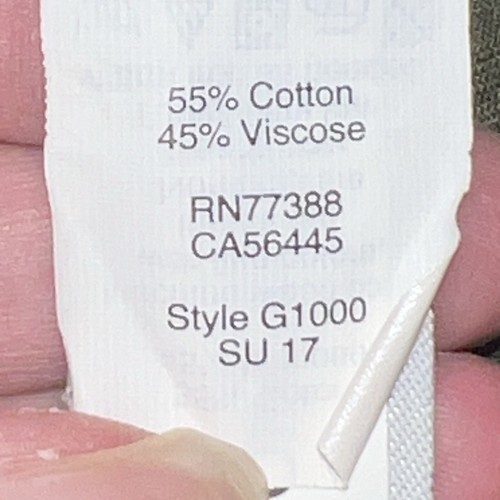 55% Cotton
45% Viscose
RN77388
CA56445
Style G1000
SU 17